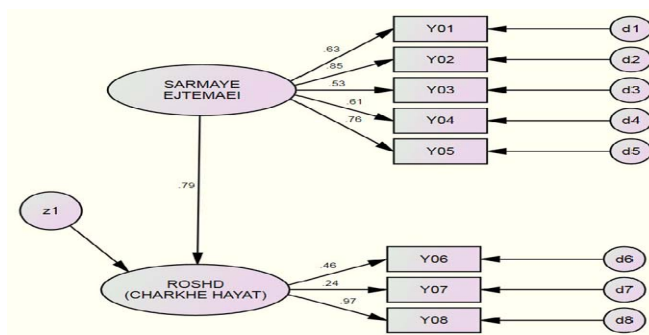 Y01
d1
.63
Y02
d2
.85
SARMAYE
EJTEMAEI
.53
Y03
d3
.61
Y04
d4
.76
Y05
d5
.79
z1
ROSHD
(CHARKHE HAYAT)
.46
Y06
d6
.24
Y07
d7
.97
Y08
d8